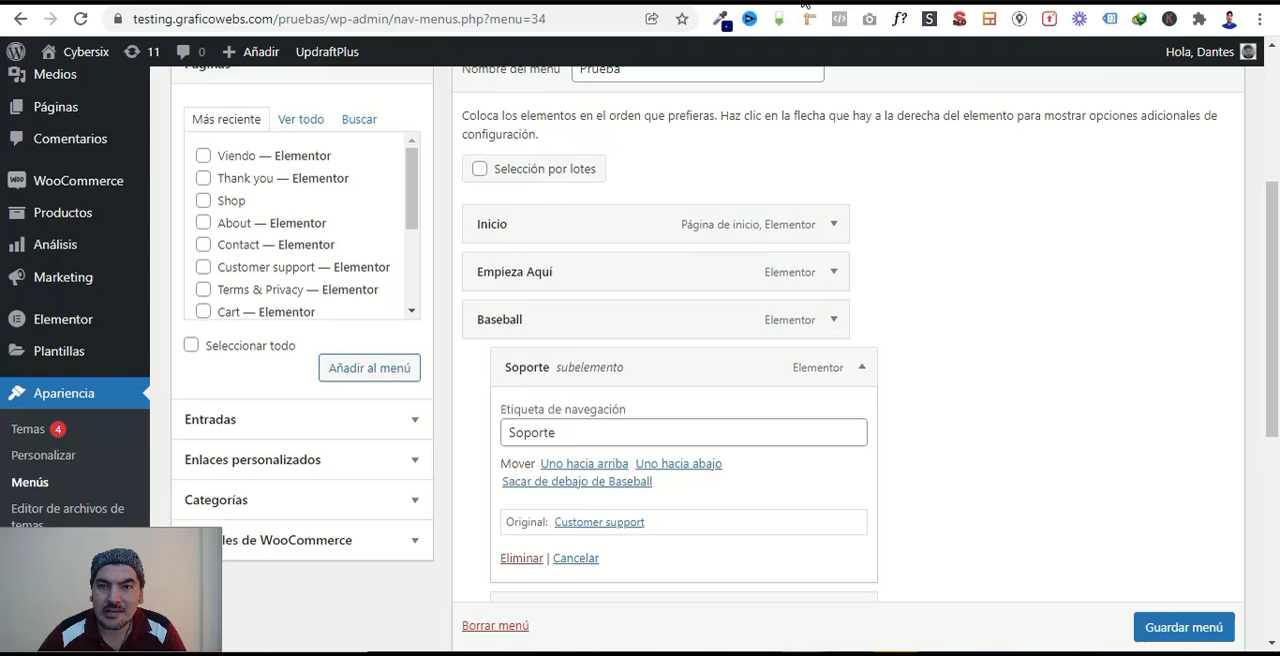 testing.graficowebs.com/pruebas/wp-admin/nav-menus.php?menu=34
Cybersix 11 0 Añadir UpdraftPlus Hola, Dantes
Medios
Páginas
Comentarios
WooCommerce
Productos
Análisis
Marketing
Elementor
Plantillas
Apariencia
Temas 4
Personalizar
Menús
Editor de archivos de
temas
Páginas
Más reciente Ver todo Buscar
Viendo — Elementor
Thank you — Elementor
Shop
About — Elementor
Contact — Elementor
Customer support — Elementor
Terms & Privacy — Elementor
Cart — Elementor
Seleccionar todo
Añadir al menú
Entradas
Enlaces personalizados
Categorías
les de WooCommerce
Nombre del menú Prueba
Coloca los elementos en el orden que prefieras. Haz clic en la flecha que hay a la derecha del elemento para mostrar opciones adicionales de
configuración.
Selección por lotes
Inicio Página de inicio, Elementor
Empieza Aquí Elementor
Baseball Elementor
Soporte subelemento Elementor
Etiqueta de navegación
Soporte
Mover Uno hacia arriba Uno hacia abajo
Sacar de debajo de Baseball
Original: Customer support
Eliminar | Cancelar
Borrar menú
Guardar menú